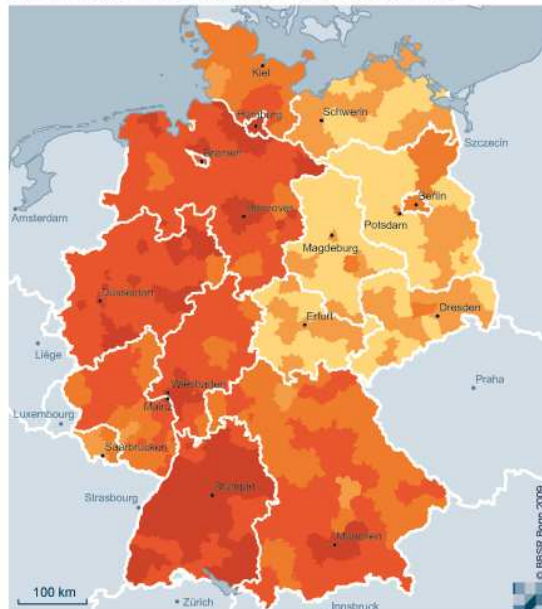 Kiel
Hamburg
Schwerin
Szczecin
Bremen
Amsterdam
Hannover
Berlin
Potsdam
Magdeburg
Düsseldorf
Erfurt
Dresden
Liège
Wiesbaden
Mainz
Praha
Luxembourg
Saarbrücken
Strasbourg
Stuttgart
München
100 km
Zürich
Innsbruck
© BBSR Bonn 2009